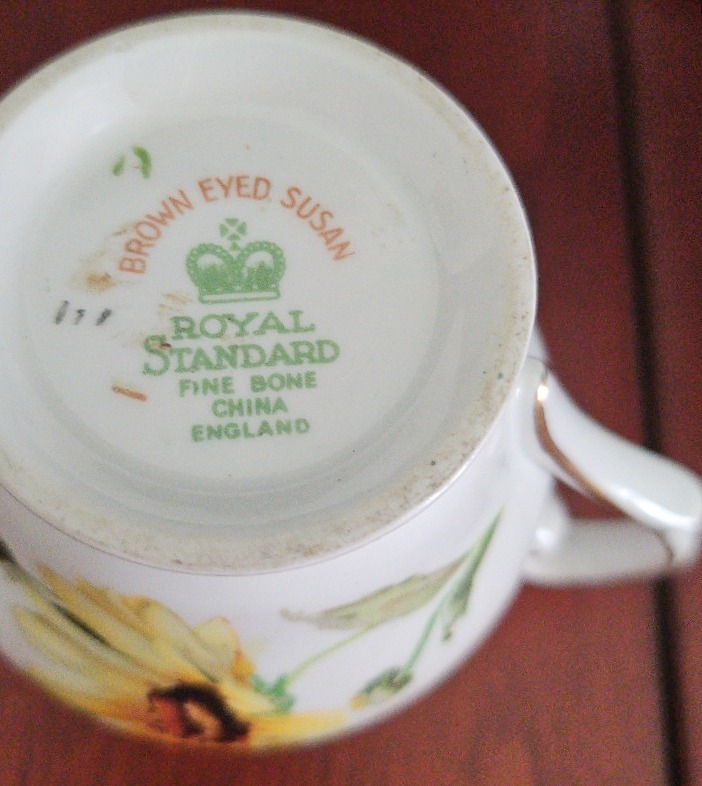 BROWN EYED SUSAN
ROYAL
STANDARD
FINE BONE
CHINA
ENGLAND